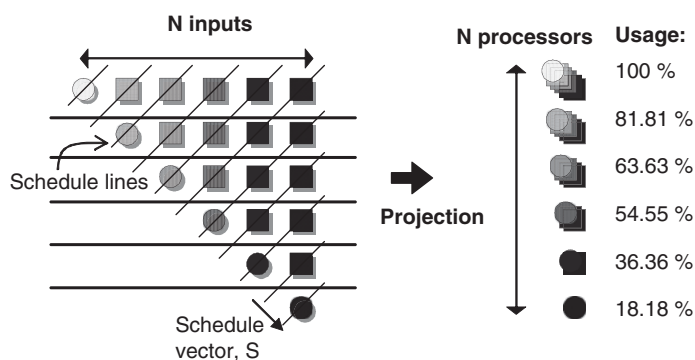 N inputs
Schedule lines
Schedule
vector, S
Projection
N processors
Usage:
100 %
81.81 %
63.63 %
54.55 %
36.36 %
18.18 %